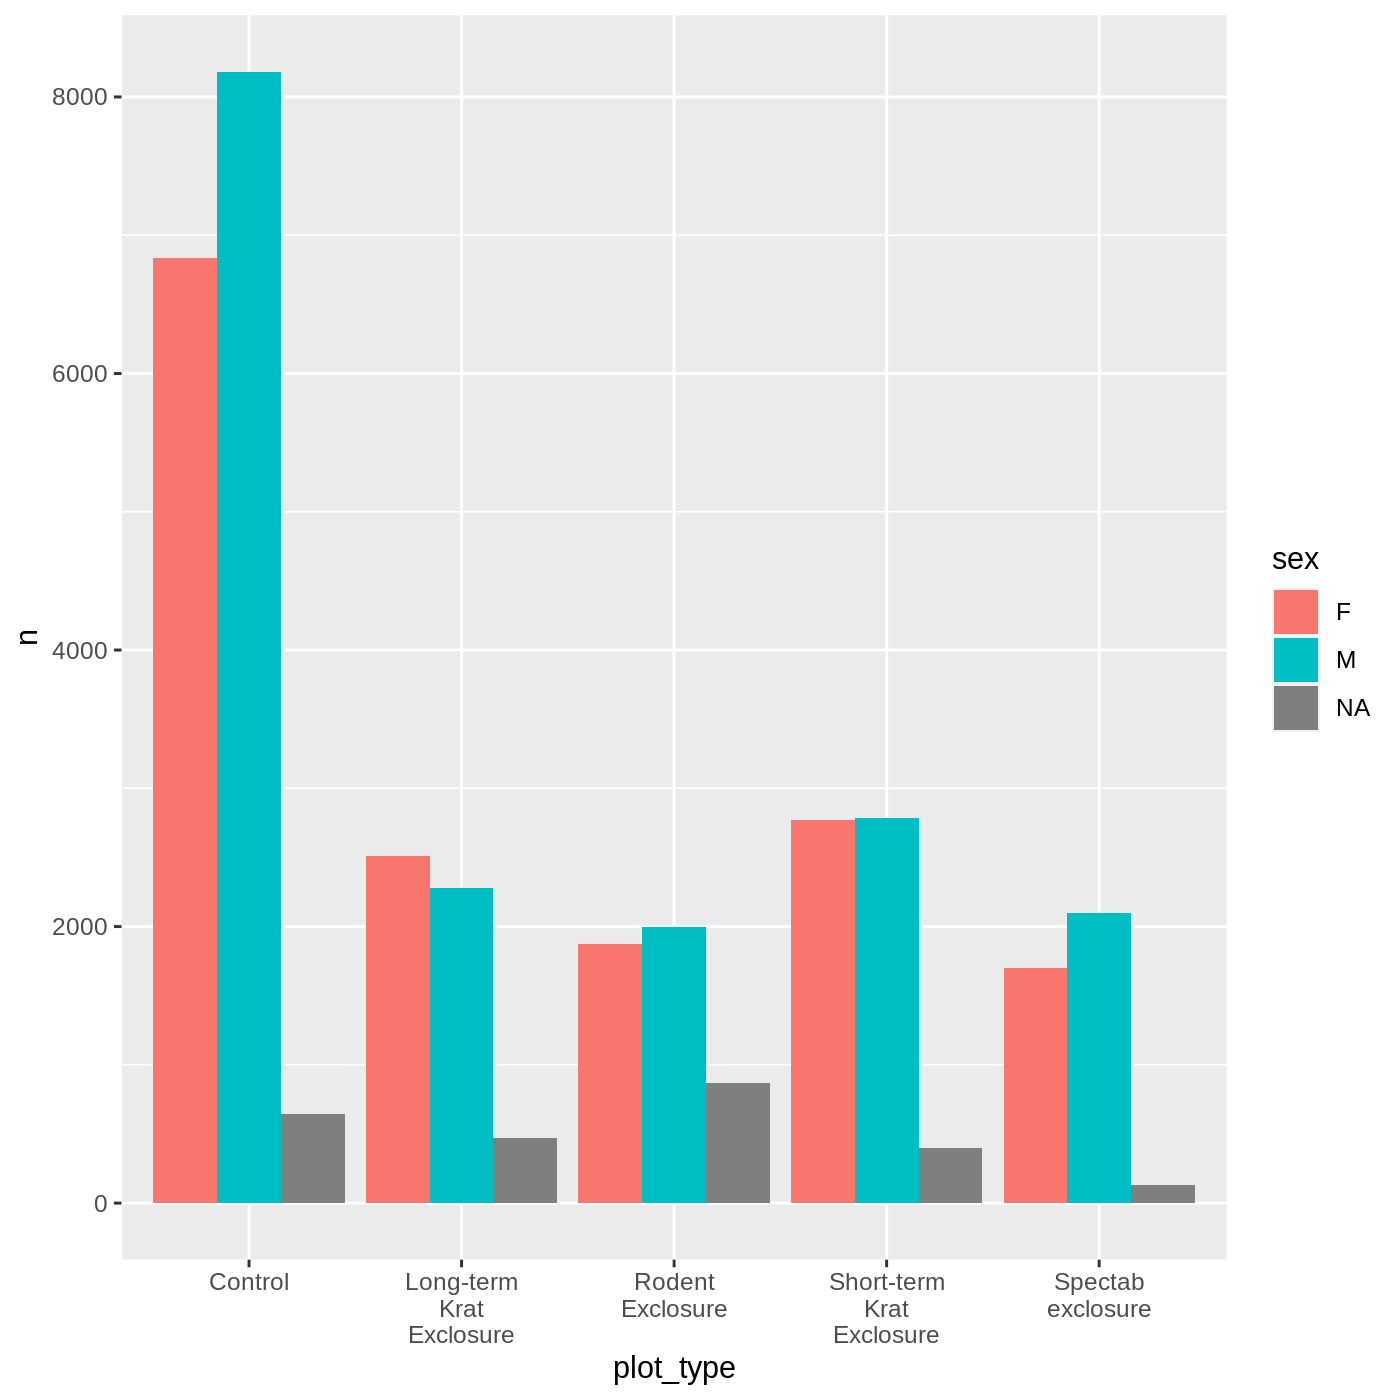 8000
6000
4000
2000
0
n
Control
Long-term
Krat
Exclosure
Rodent
Exclosure
Short-term
Krat
Exclosure
Spectab
exclosure
plot_type
sex
F
M
NA